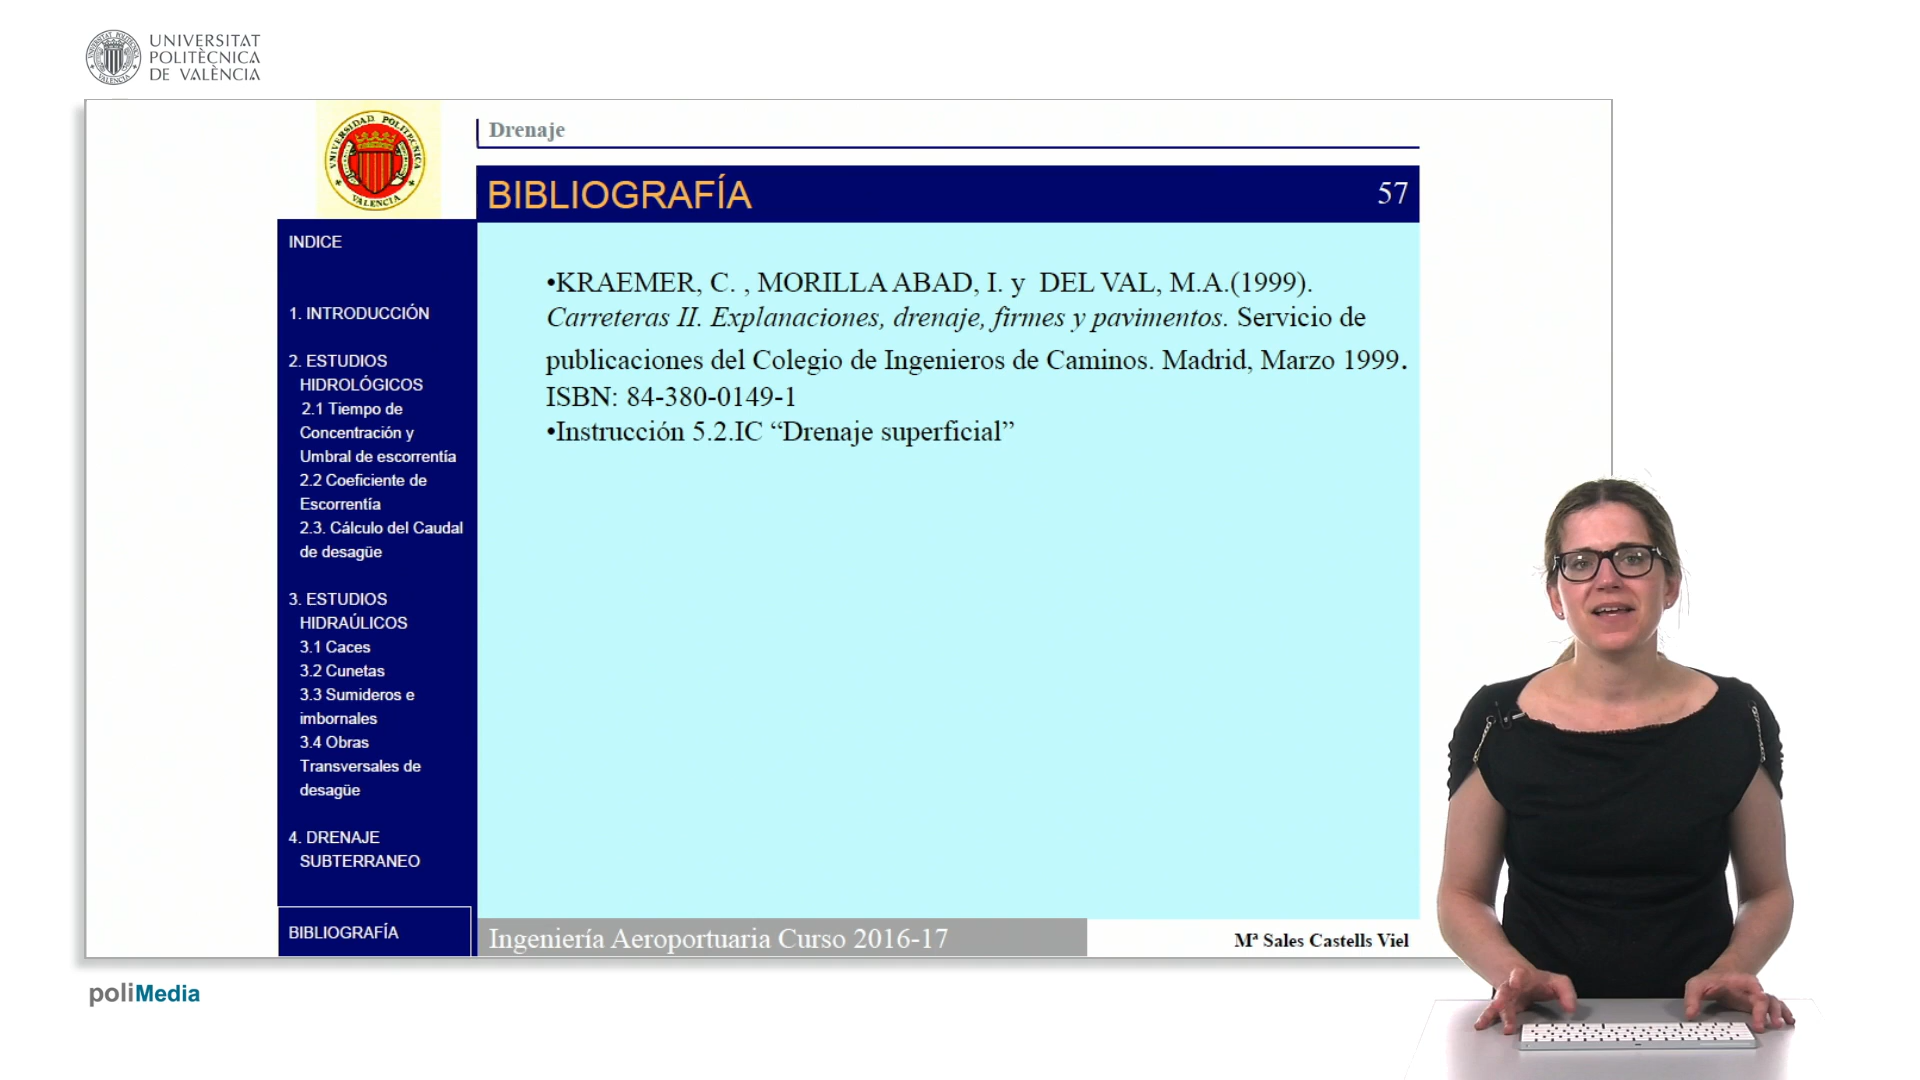 UNIVERSITAT
POLITÈCNICA
DE VALÈNCIA
UNIVERSIDAD POLITECNICA
VALENCIA
Drenaje
BIBLIOGRAFÍA
57
INDICE
1. INTRODUCCIÓN
2. ESTUDIOS
HIDROLÓGICOS
2.1 Tiempo de
Concentración y
Umbral de escorrentía
2.2 Coeficiente de
Escorrentía
2.3. Cálculo del Caudal
de desagüe
3. ESTUDIOS
HIDRAÚLICOS
3.1 Caces
3.2 Cunetas
3.3 Sumideros e
imbornales
3.4 Obras
Transversales de
desagüe
4. DRENAJE
SUBTERRANEO
BIBLIOGRAFÍA
•KRAEMER, C. , MORILLA ABAD, I. y DEL VAL, M.A.(1999).
Carreteras II. Explanaciones, drenaje, firmes y pavimentos. Servicio de
publicaciones del Colegio de Ingenieros de Caminos. Madrid, Marzo 1999.
ISBN: 84-380-0149-1
•Instrucción 5.2.IC “Drenaje superficial”
Ingeniería Aeroportuaria Curso 2016-17
Mª Sales Castells Viel
poliMedia